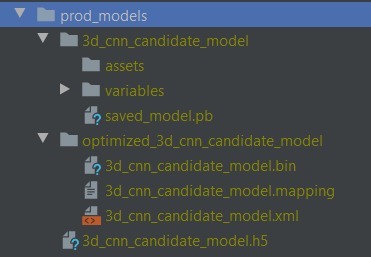 prod_models
3d_cnn_candidate_model
assets
variables
saved_model.pb
optimized_3d_cnn_candidate_model
3d_cnn_candidate_model.bin
3d_cnn_candidate_model.mapping
3d_cnn_candidate_model.xml
3d_cnn_candidate_model.h5